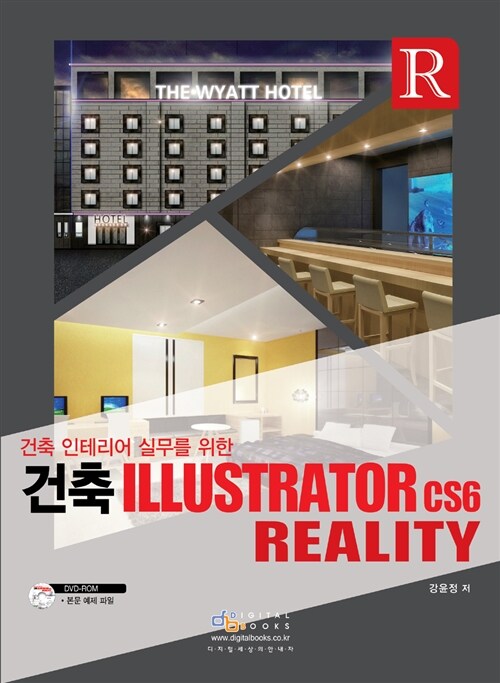 R
THE WYATT HOTEL
HOTEL
건축 인테리어 실무를 위한
건축 ILLUSTRATOR CS6
REALITY
강윤정 저
DVD-ROM
• 본문 예제 파일
DIGITAL
BOOKS
www.digitalbooks.co.kr
디지털세상의안내자